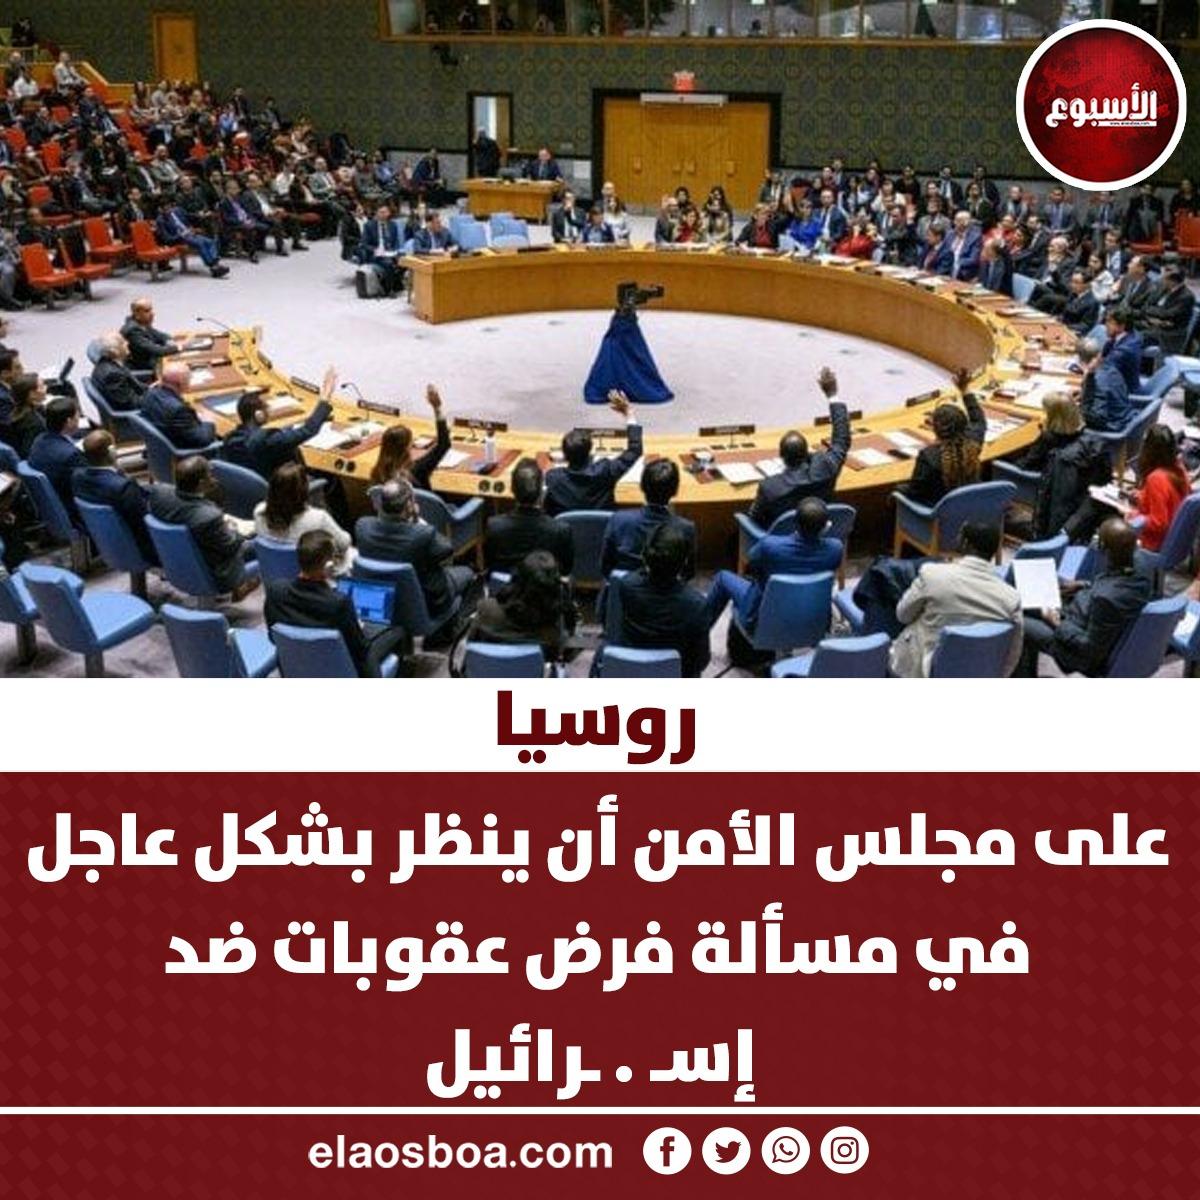 الأسبوع
روسيا
على مجلس الأمن أن ينظر بشكل عاجل
في مسألة فرض عقوبات ضد
إسـ . ـرائيل
elaosboa.com